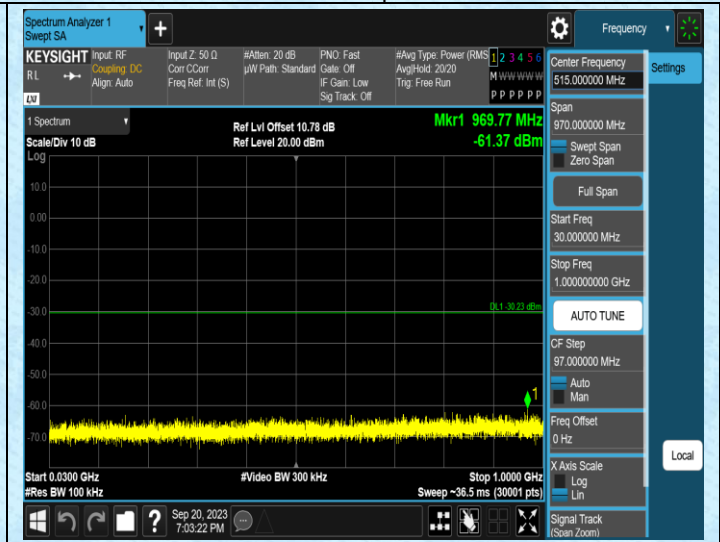 Spectrum Analyzer 1
Swept SA
+
Frequency
KEYSIGHT
RL
LXI
Input: RF
Coupling: DC
Align: Auto
Input Z: 50 Ω
Corr CCorr
Freq Ref: Int (S)
#Atten: 20 dB
µW Path: Standard
PNO: Fast
Gate: Off
IF Gain: Low
Sig Track: Off
#Avg Type: Power (RMS
Avg|Hold: 20/20
Trig: Free Run
1 2 3 4 5 6
M W W W W W
P P P P P P
1 Spectrum
Scale/Div 10 dB
Log
Ref Lvl Offset 10.78 dB
Ref Level 20.00 dBm
Mkr1 969.77 MHz
-61.37 dBm
10.0
0.00
-10.0
-20.0
-30.0
DL1 -30.23 dBm
-40.0
-50.0
-60.0
1
-70.0
Start 0.0300 GHz
#Res BW 100 kHz
#Video BW 300 kHz
Stop 1.0000 GHz
Sweep ~36.5 ms (30001 pts)
?
Sep 20, 2023
7:03:22 PM
Center Frequency
515.000000 MHz
Span
970.000000 MHz
Swept Span
Zero Span
Full Span
Start Freq
30.000000 MHz
Stop Freq
1.000000000 GHz
AUTO TUNE
CF Step
97.000000 MHz
Auto
Man
Freq Offset
0 Hz
X Axis Scale
Log
Lin
Signal Track
(Span Zoom)
Settings
Local